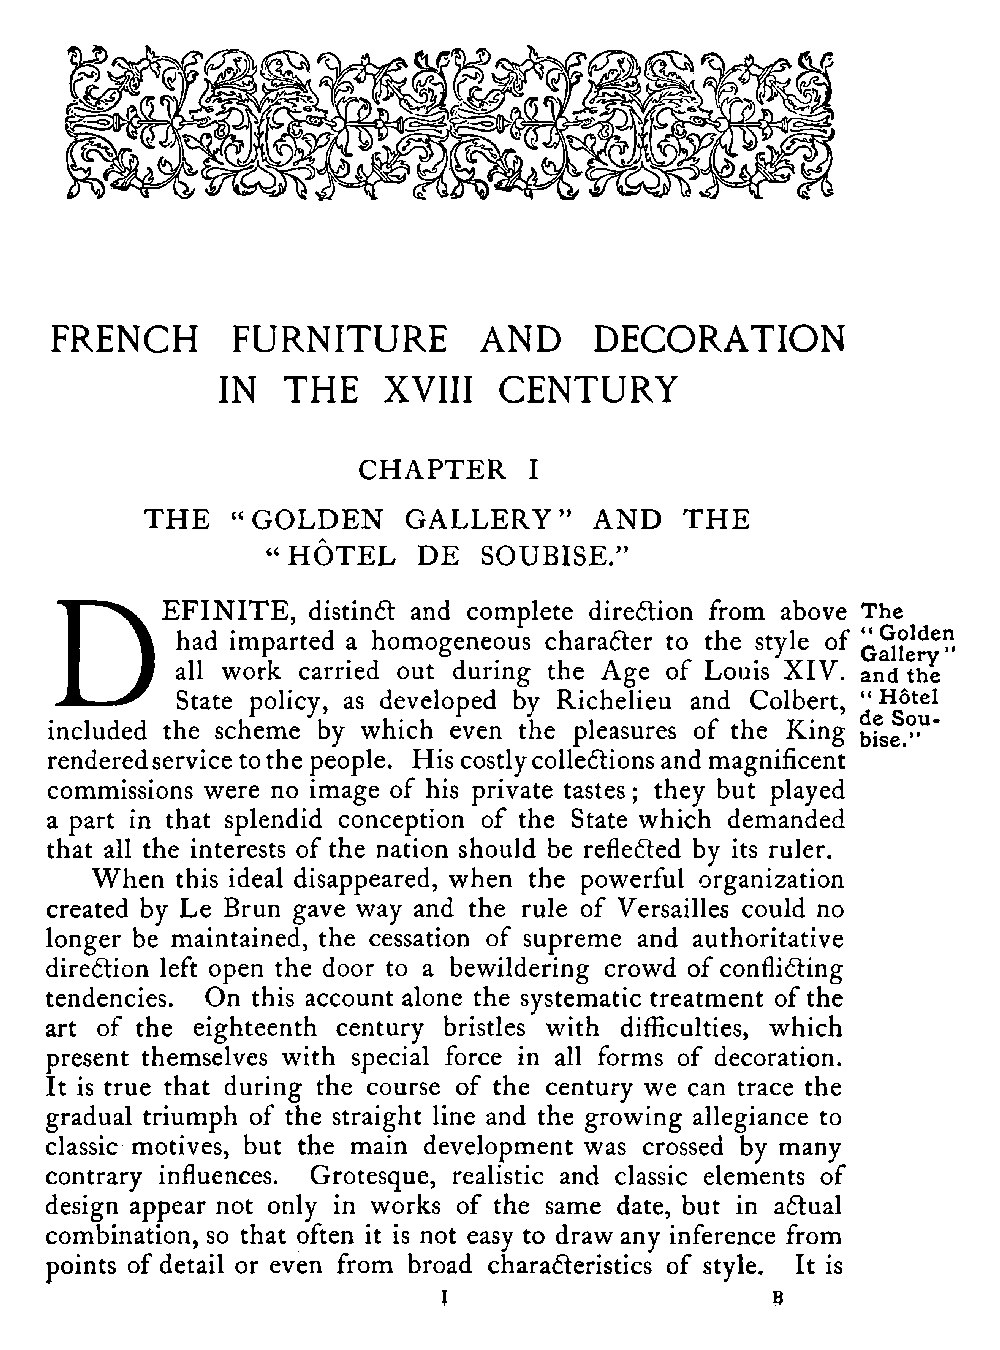 FRENCH FURNITURE AND DECORATION
IN THE XVIII CENTURY
CHAPTER I
THE “GOLDEN GALLERY” AND THE
“HÔTEL DE SOUBISE.”
DEFINITE, distinct and complete direction from above
had imparted a homogeneous character to the style of
all work carried out during the Age of Louis XIV.
State policy, as developed by Richelieu and Colbert,
included the scheme by which even the pleasures of the King
rendered service to the people. His costly collections and magnificent
commissions were no image of his private tastes; they but played
a part in that splendid conception of the State which demanded
that all the interests of the nation should be reflected by its ruler.
When this ideal disappeared, when the powerful organization
created by Le Brun gave way and the rule of Versailles could no
longer be maintained, the cessation of supreme and authoritative
direction left open the door to a bewildering crowd of conflicting
tendencies. On this account alone the systematic treatment of the
art of the eighteenth century bristles with difficulties, which
present themselves with special force in all forms of decoration.
It is true that during the course of the century we can trace the
gradual triumph of the straight line and the growing allegiance to
classic motives, but the main development was crossed by many
contrary influences. Grotesque, realistic and classic elements of
design appear not only in works of the same date, but in actual
combination, so that often it is not easy to draw any inference from
points of detail or even from broad characteristics of style. It is
The
“Golden
Gallery”
and the
“Hôtel
de Sou-
bise.”
I B